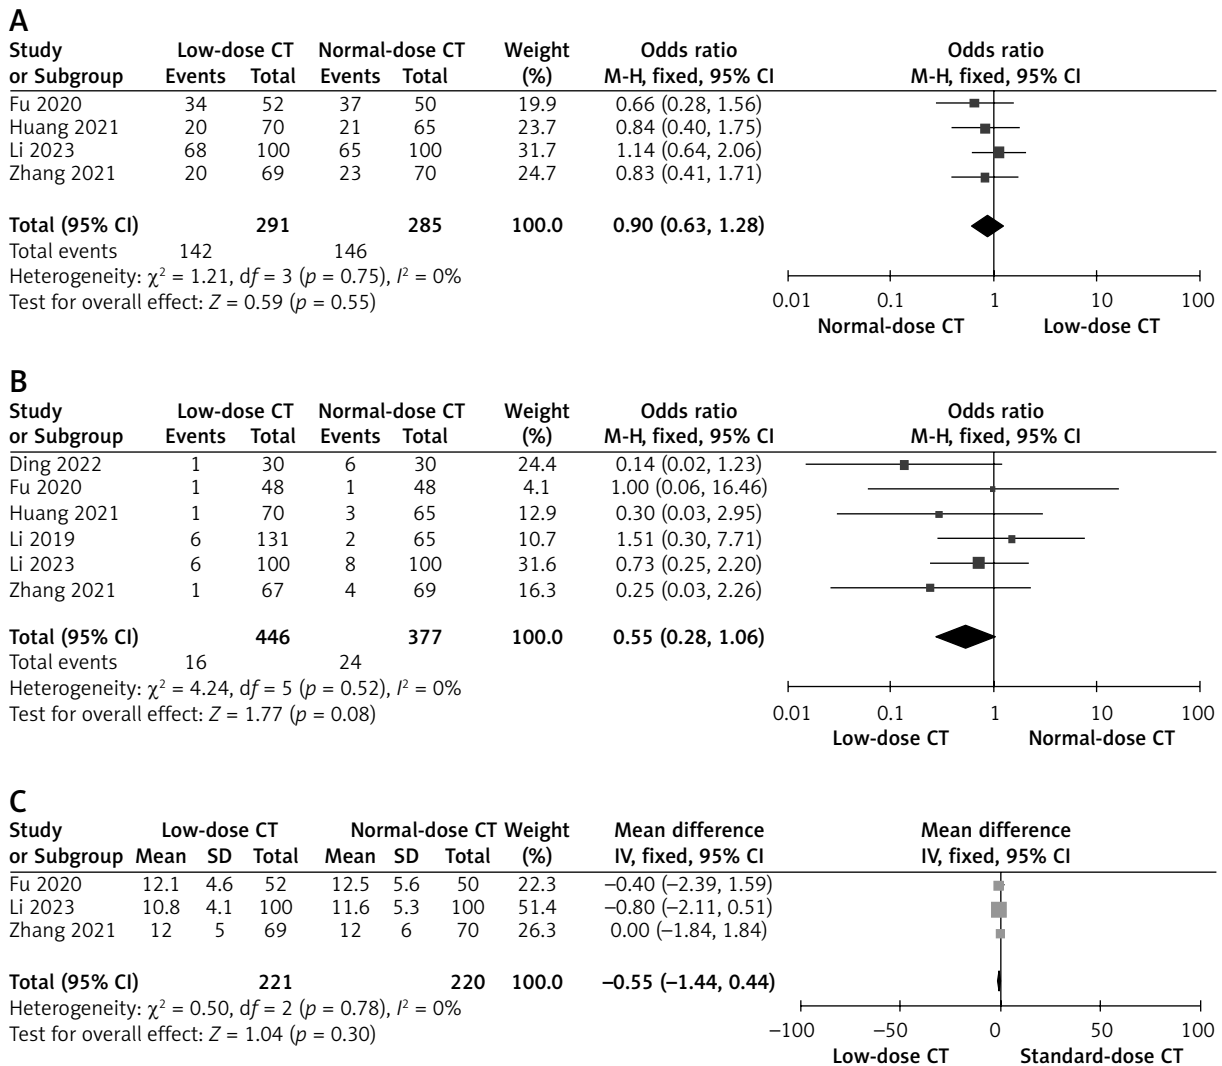 A
Study Low-dose CT Normal-dose CT Weight Odds ratio Odds ratio
or Subgroup Events Total Events Total (%) M-H, fixed, 95% CI M-H, fixed, 95% CI
Fu 2020 34 52 37 50 19.9 0.66 (0.28, 1.56)
Huang 2021 20 70 21 65 23.7 0.84 (0.40, 1.75)
Li 2023 68 100 65 100 31.7 1.14 (0.64, 2.06)
Zhang 2021 20 69 23 70 24.7 0.83 (0.41, 1.71)
Total (95% CI) 291 285 100.0 0.90 (0.63, 1.28)
Total events 142 146
Heterogeneity: χ² = 1.21, df = 3 (p = 0.75), I² = 0%
Test for overall effect: Z = 0.59 (p = 0.55)
0.01 0.1 1 10 100
Normal-dose CT Low-dose CT
B
Study Low-dose CT Normal-dose CT Weight Odds ratio Odds ratio
or Subgroup Events Total Events Total (%) M-H, fixed, 95% CI M-H, fixed, 95% CI
Ding 2022 1 30 6 30 24.4 0.14 (0.02, 1.23)
Fu 2020 1 48 1 48 4.1 1.00 (0.06, 16.46)
Huang 2021 1 70 3 65 12.9 0.30 (0.03, 2.95)
Li 2019 6 131 2 65 10.7 1.51 (0.30, 7.71)
Li 2023 6 100 8 100 31.6 0.73 (0.25, 2.20)
Zhang 2021 1 67 4 69 16.3 0.25 (0.03, 2.26)
Total (95% CI) 446 377 100.0 0.55 (0.28, 1.06)
Total events 16 24
Heterogeneity: χ² = 4.24, df = 5 (p = 0.52), I² = 0%
Test for overall effect: Z = 1.77 (p = 0.08)
0.01 0.1 1 10 100
Low-dose CT Normal-dose CT
C
Study Low-dose CT Normal-dose CT Weight Mean difference Mean difference
or Subgroup Mean SD Total Mean SD Total (%) IV, fixed, 95% CI IV, fixed, 95% CI
Fu 2020 12.1 4.6 52 12.5 5.6 50 22.3 –0.40 (–2.39, 1.59)
Li 2023 10.8 4.1 100 11.6 5.3 100 51.4 –0.80 (–2.11, 0.51)
Zhang 2021 12 5 69 12 6 70 26.3 0.00 (–1.84, 1.84)
Total (95% CI) 221 220 100.0 –0.55 (–1.44, 0.44)
Heterogeneity: χ² = 0.50, df = 2 (p = 0.78), I² = 0%
Test for overall effect: Z = 1.04 (p = 0.30)
–100 –50 0 50 100
Low-dose CT Standard-dose CT